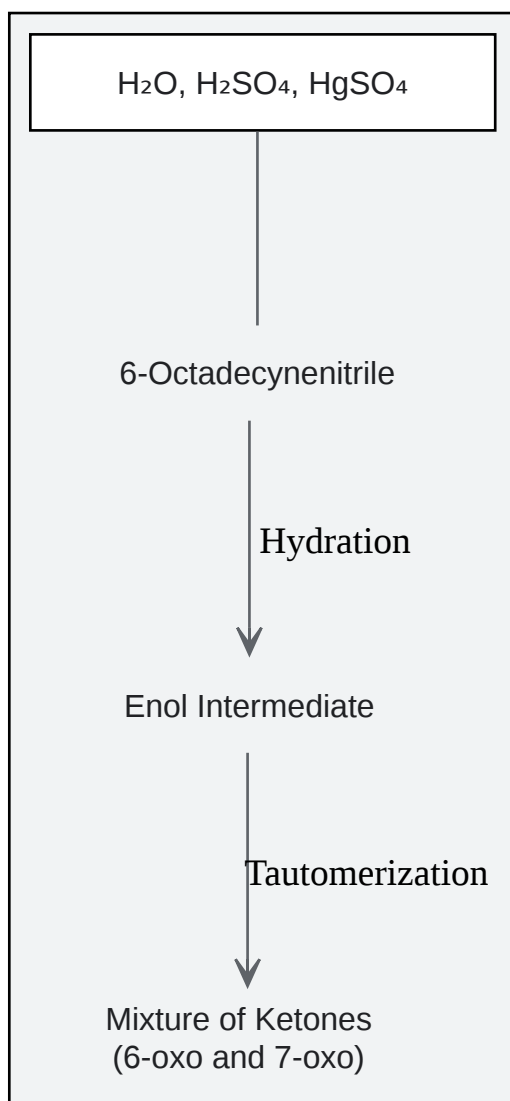 H₂O, H₂SO₄, HgSO₄
6-Octadecynenitrile
Hydration
Enol Intermediate
Tautomerization
Mixture of Ketones
(6-oxo and 7-oxo)